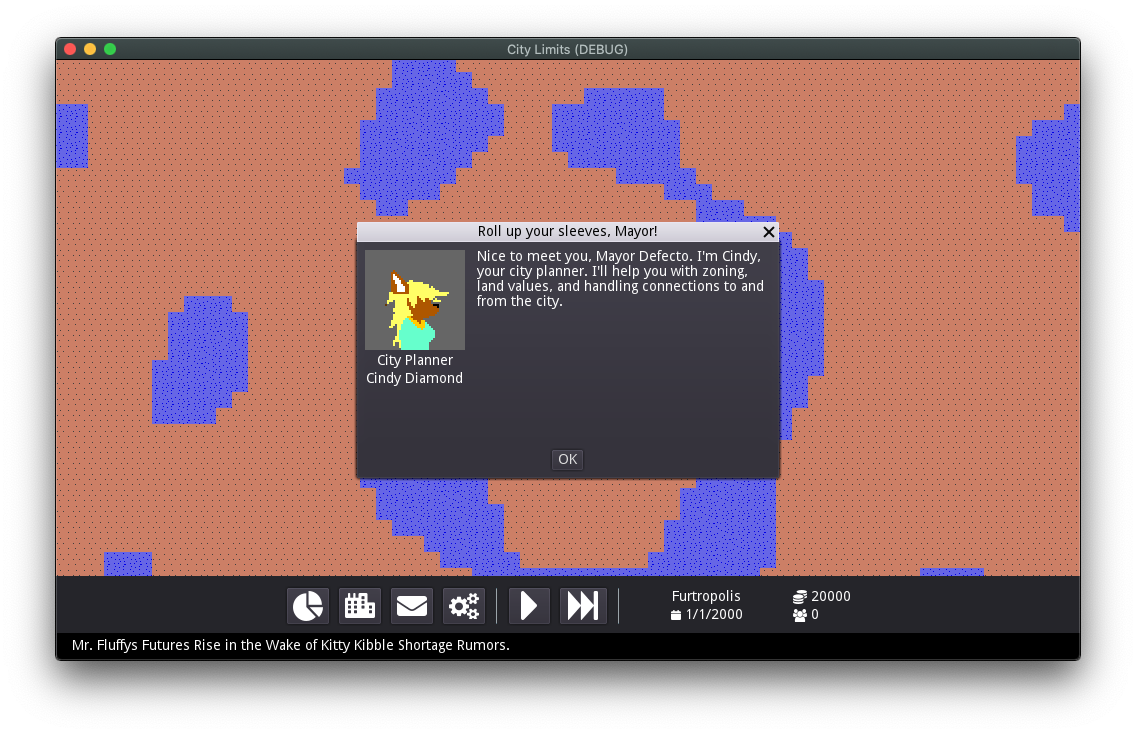 City Limits (DEBUG)
Roll up your sleeves, Mayor!
Nice to meet you, Mayor Defecto. I'm Cindy,
your city planner. I'll help you with zoning,
land values, and handling connections to and
from the city.
City Planner
Cindy Diamond
OK
Furtropolis
20000
1/1/2000
0
Mr. Fluffys Futures Rise in the Wake of Kitty Kibble Shortage Rumors.